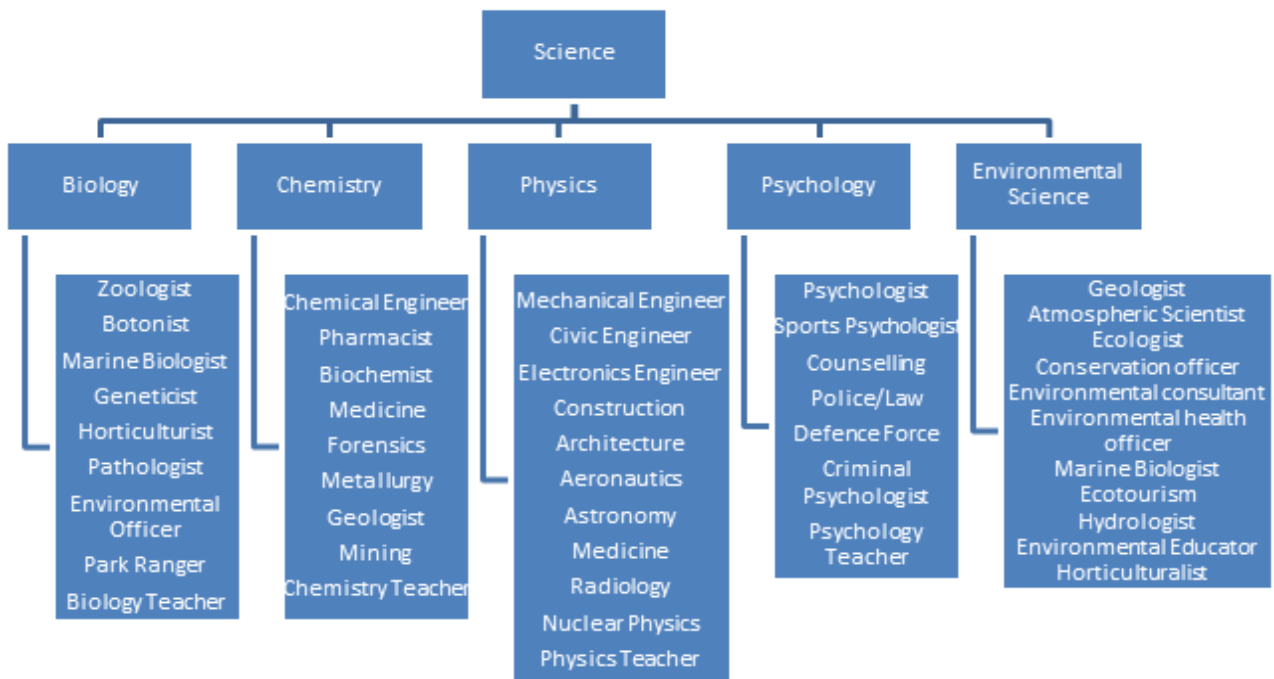 Science
Biology
Chemistry
Physics
Psychology
Environmental
Science
Zoologist
Botonist
Marine Biologist
Geneticist
Horticulturist
Pathologist
Environmental
Officer
Park Ranger
Biology Teacher
Chemical Engineer
Pharmacist
Biochemist
Medicine
Forensics
Metallurgy
Geologist
Mining
Chemistry Teacher
Mechanical Engineer
Civic Engineer
Electronics Engineer
Construction
Architecture
Aeronautics
Astronomy
Medicine
Radiology
Nuclear Physics
Physics Teacher
Psychologist
Sports Psychologist
Counselling
Police/Law
Defence Force
Criminal
Psychologist
Psychology
Teacher
Geologist
Atmospheric Scientist
Ecologist
Conservation officer
Environmental consultant
Environmental health
officer
Marine Biologist
Ecotourism
Hydrologist
Environmental Educator
Horticulturalist